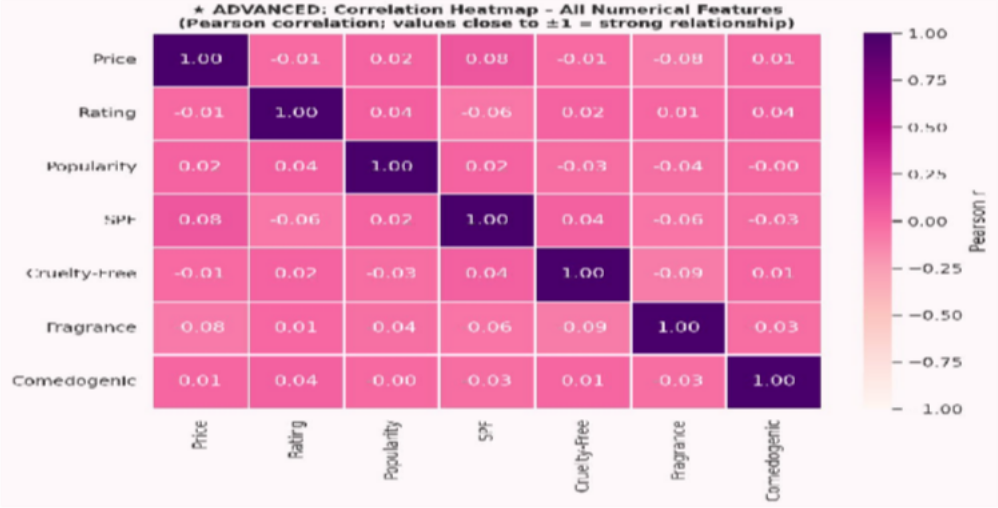 ★ ADVANCED: Correlation Heatmap – All Numerical Features
(Pearson correlation; values close to ±1 = strong relationship)
Price 1.00 -0.01 0.02 0.08 -0.01 -0.08 0.01
Rating -0.01 1.00 0.04 -0.06 0.02 0.01 0.04
Popularity 0.02 0.04 1.00 0.02 -0.03 -0.04 -0.00
SPF 0.08 -0.06 0.02 1.00 0.04 -0.06 -0.03
Cruelty-Free -0.01 0.02 -0.03 0.04 1.00 -0.09 0.01
Fragrance 0.08 0.01 0.04 0.06 0.09 1.00 0.03
Comedogenic 0.01 0.04 0.00 0.03 0.01 0.03 1.00
Price Rating Popularity SPF Cruelty-Free Fragrance Comedogenic
1.00
0.75
0.50
0.25
0.00
−0.25
−0.50
−0.75
1.00
Pearson r